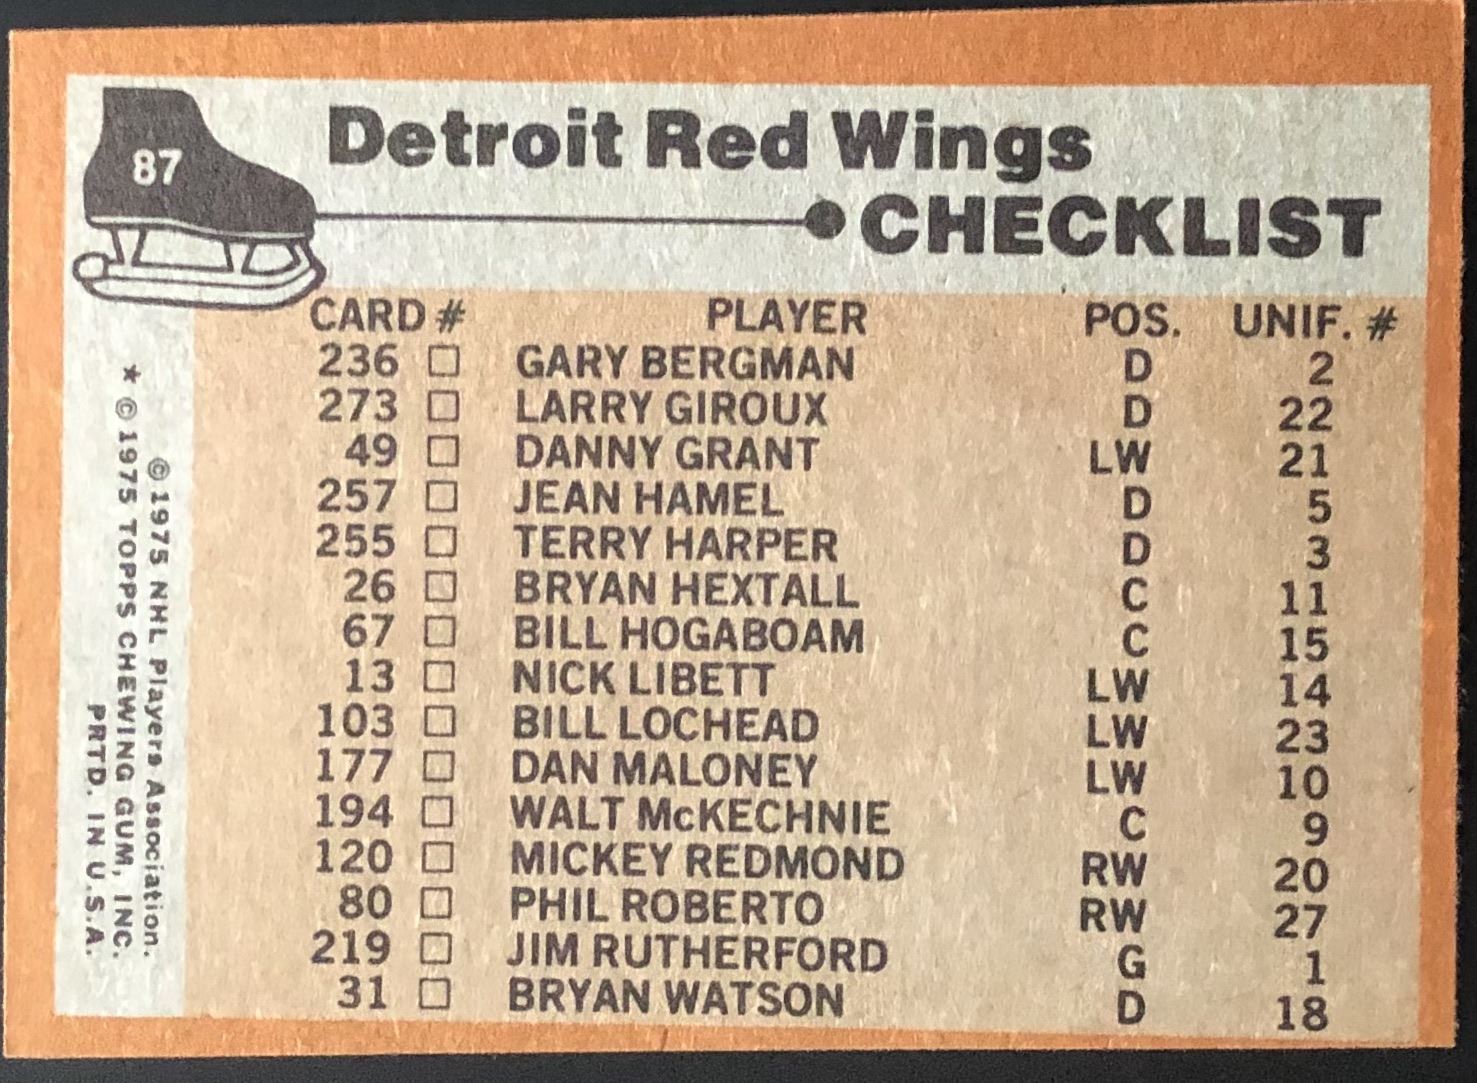 87
Detroit Red Wings
CHECKLIST
CARD # PLAYER POS. UNIF. #
236 □ GARY BERGMAN D 2
273 □ LARRY GIROUX D 22
49 □ DANNY GRANT LW 21
257 □ JEAN HAMEL D 5
255 □ TERRY HARPER D 3
26 □ BRYAN HEXTALL C 11
67 □ BILL HOGABOAM C 15
13 □ NICK LIBETT LW 14
103 □ BILL LOCHEAD LW 23
177 □ DAN MALONEY LW 10
194 □ WALT McKECHNIE C 9
120 □ MICKEY REDMOND RW 20
80 □ PHIL ROBERTO RW 27
219 □ JIM RUTHERFORD G 1
31 □ BRYAN WATSON D 18
© 1975 NHL Players Association.
* © 1975 TOPPS CHEWING GUM, INC.
PRTD. IN U.S.A.